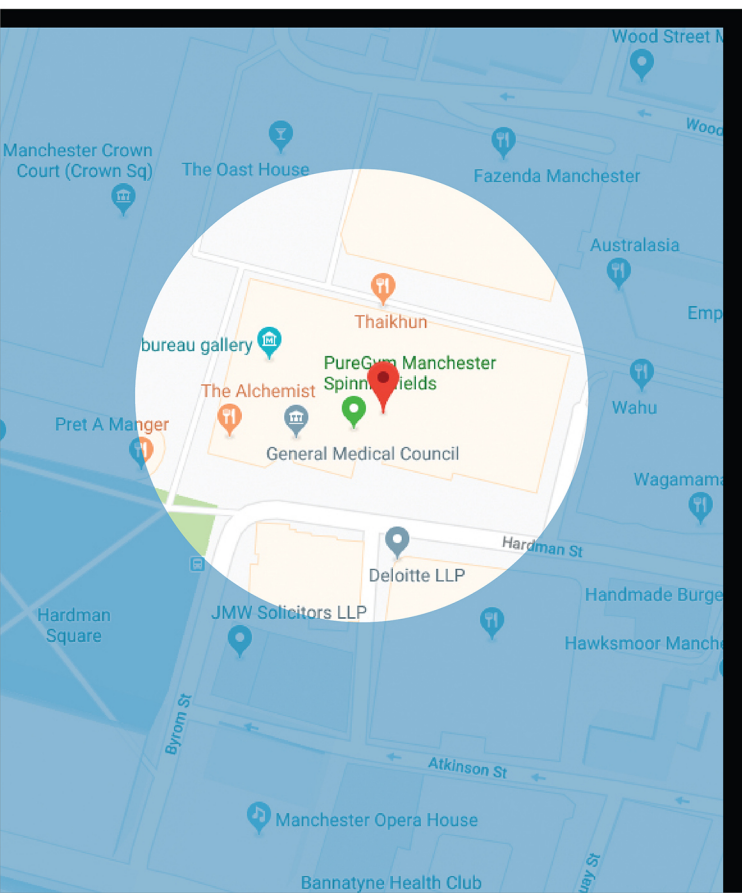 Wood Street M
Wood
Manchester Crown
Court (Crown Sq)
The Oast House
Fazenda Manchester
Australasia
Emp
Thaikhun
bureau gallery
PureGym Manchester
Spinningfields
The Alchemist
Wahu
Pret A Manger
General Medical Council
Wagamama
Hardman St
Deloitte LLP
Handmade Burge
JMW Solicitors LLP
Hardman
Square
Hawksmoor Manche
Byrom St
Atkinson St
Manchester Opera House
uay St
Bannatyne Health Club